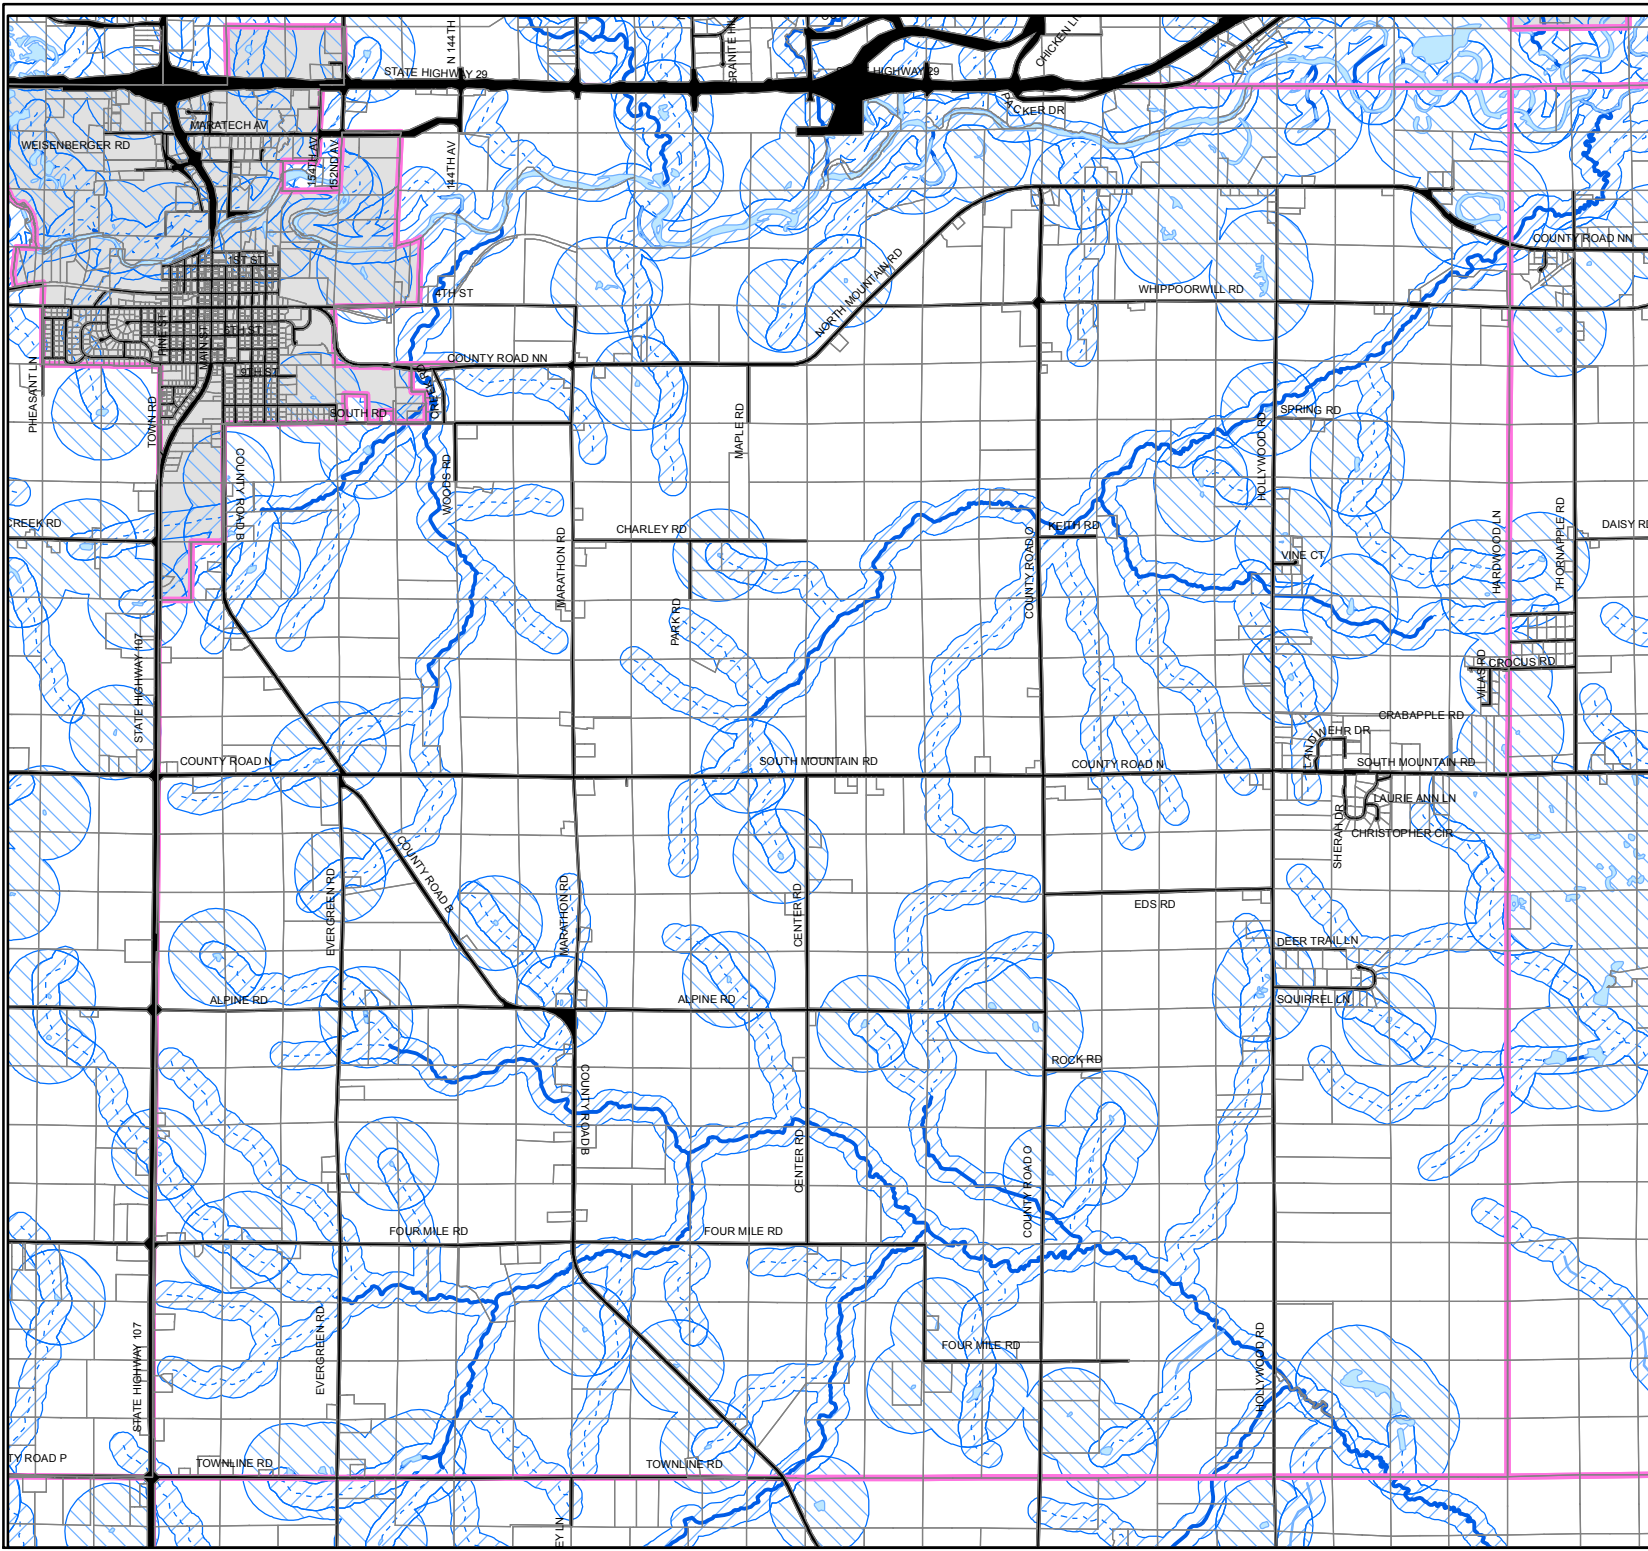 N 144TH
GRANITE HI
CHICKEN LN
STATE HIGHWAY 29
HIGHWAY 29
PACKER DR
MARATECH AV
WEISENBERGER RD
154TH AV
152ND AV
144TH AV
COUNTY ROAD NN
1ST ST
4TH ST
WHIPPOORWILL RD
NORTH MOUNTAIN RD
PINE ST
MAIN ST
6TH ST
COUNTY ROAD NN
9TH ST
PHEASANT LN
TOWN RD
SOUTH RD
MAPLE RD
HOLLYWOOD RD
SPRING RD
COUNTY ROAD B
WOODS RD
CREEK RD
MARATHON RD
CHARLEY RD
COUNTY ROAD O
KEITH RD
HARDWOOD LN
THORNAPPLE RD
DAISY RD
VINE CT
PARK RD
STATE HIGHWAY 107
CROCUS RD
VILAS RD
CRABAPPLE RD
LANDWEHR DR
COUNTY ROAD N
SOUTH MOUNTAIN RD
COUNTY ROAD N
SOUTH MOUNTAIN RD
LAURIE ANN LN
SHERAH DR
CHRISTOPHER CIR
COUNTY ROAD B
EVERGREEN RD
MARATHON RD
CENTER RD
EDS RD
DEER TRAIL LN
ALPINE RD
ALPINE RD
SQUIRREL LN
ROCK RD
COUNTY ROAD B
CENTER RD
COUNTY ROAD O
FOUR MILE RD
FOUR MILE RD
EVERGREEN RD
STATE HIGHWAY 107
FOUR MILE RD
HOLLYWOOD RD
TY ROAD P
TOWNLINE RD
TOWNLINE RD
EY LN